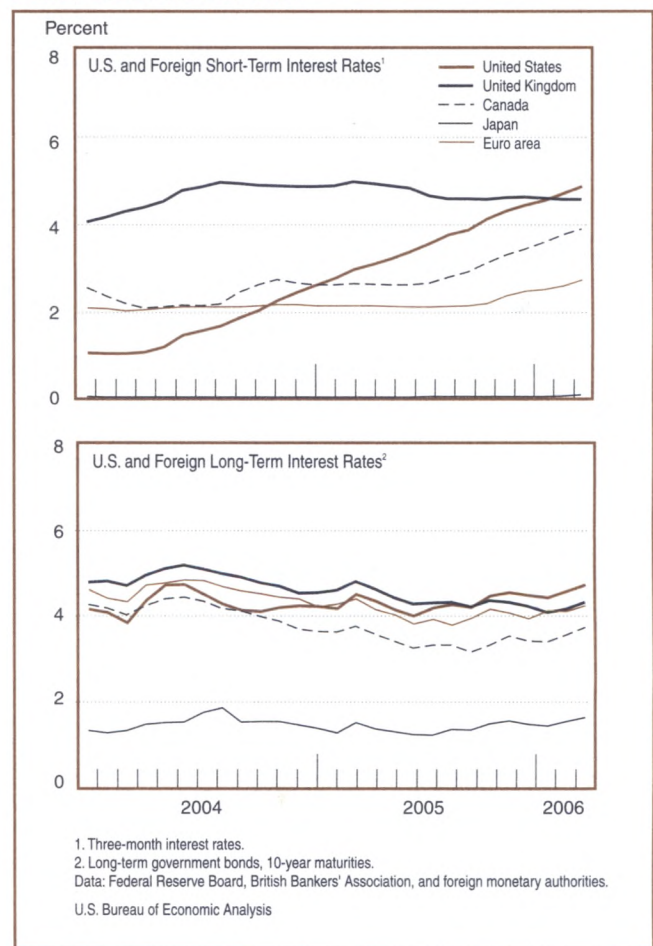 Percent
8
U.S. and Foreign Short-Term Interest Rates¹
United States
United Kingdom
Canada
Japan
Euro area
6
4
2
0
8
U.S. and Foreign Long-Term Interest Rates²
6
4
2
0
2004 2005 2006
1. Three-month interest rates.
2. Long-term government bonds, 10-year maturities.
Data: Federal Reserve Board, British Bankers' Association, and foreign monetary authorities.
U.S. Bureau of Economic Analysis